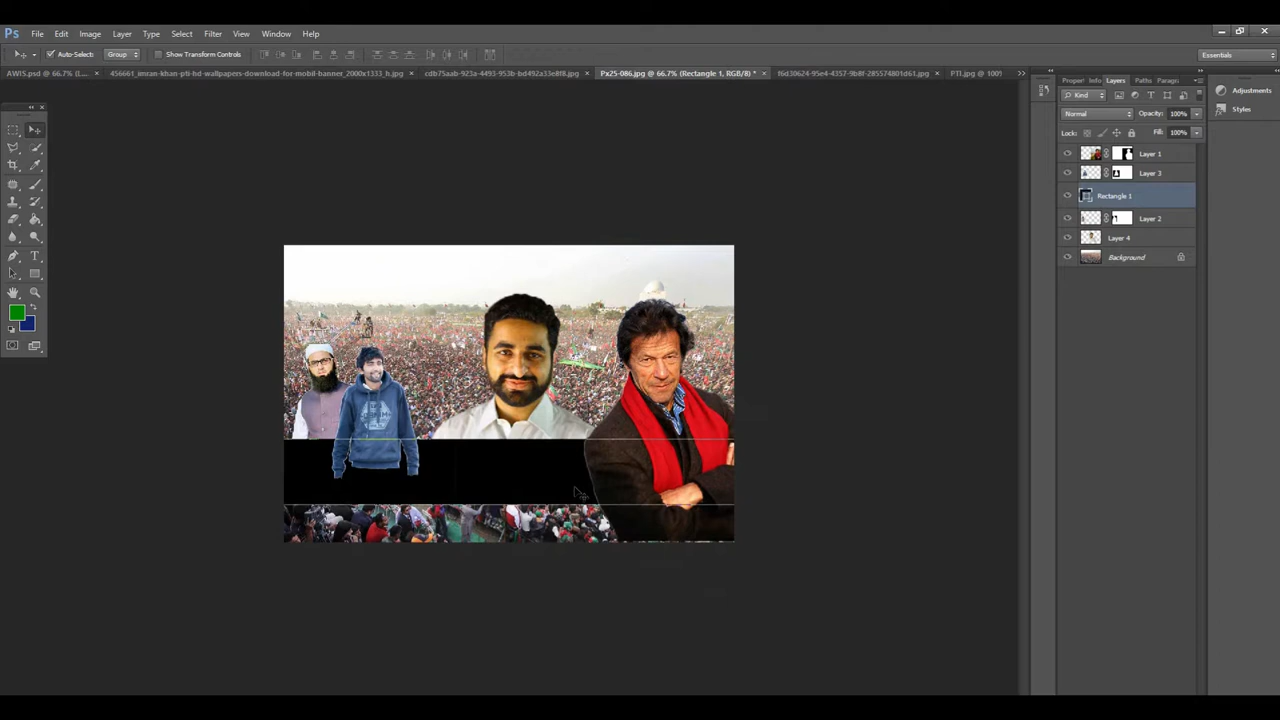 Ps File Edit Image Layer Type Select Filter View Window Help
Auto-Select: Group Show Transform Controls Essentials
AWIS.psd @ 66.7% (L... × 456661_imran-khan-pti-hd-wallpapers-download-for-mobil-banner_2000x1333_h.jpg × cdb75aab-923a-4493-953b-bd492a33e8f8.jpg × Px25-086.jpg @ 66.7% (Rectangle 1, RGB/8) * × f6d30624-95e4-4357-9b8f-285574801d61.jpg × PTI.jpg @ 100%
Proper Info Layers Paths Paragra
Adjustments
Styles
Kind
Normal Opacity: 100%
Lock: Fill: 100%
Layer 1
Layer 3
Rectangle 1
Layer 2
Layer 4
Background